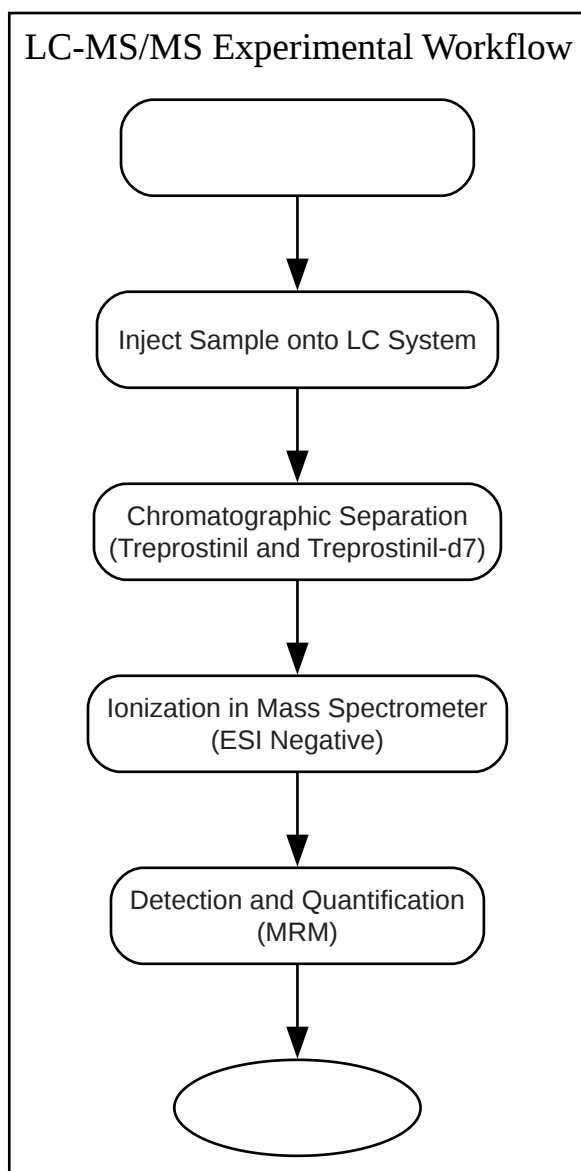 LC-MS/MS Experimental Workflow
Inject Sample onto LC System
Chromatographic Separation
(Treprostinil and Treprostinil-d7)
Ionization in Mass Spectrometer
(ESI Negative)
Detection and Quantification
(MRM)